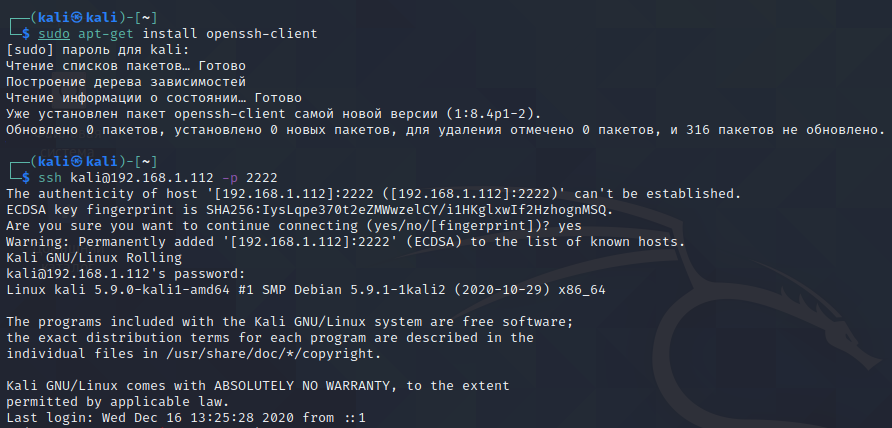 ┌──(kali㉿kali)-[~]
└─$ sudo apt-get install openssh-client
[sudo] пароль для kali:
Чтение списков пакетов… Готово
Построение дерева зависимостей
Чтение информации о состоянии… Готово
Уже установлен пакет openssh-client самой новой версии (1:8.4p1-2).
Обновлено 0 пакетов, установлено 0 новых пакетов, для удаления отмечено 0 пакетов, и 316 пакетов не обновлено.
┌──(kali㉿kali)-[~]
└─$ ssh kali@192.168.1.112 -p 2222
The authenticity of host '[192.168.1.112]:2222 ([192.168.1.112]:2222)' can't be established.
ECDSA key fingerprint is SHA256:IysLqpe370t2eZMWwzelCY/i1HKglxwIf2HzhognMSQ.
Are you sure you want to continue connecting (yes/no/[fingerprint])? yes
Warning: Permanently added '[192.168.1.112]:2222' (ECDSA) to the list of known hosts.
Kali GNU/Linux Rolling
kali@192.168.1.112's password:
Linux kali 5.9.0-kali1-amd64 #1 SMP Debian 5.9.1-1kali2 (2020-10-29) x86_64
The programs included with the Kali GNU/Linux system are free software;
the exact distribution terms for each program are described in the
individual files in /usr/share/doc/*/copyright.
Kali GNU/Linux comes with ABSOLUTELY NO WARRANTY, to the extent
permitted by applicable law.
Last login: Wed Dec 16 13:25:28 2020 from ::1